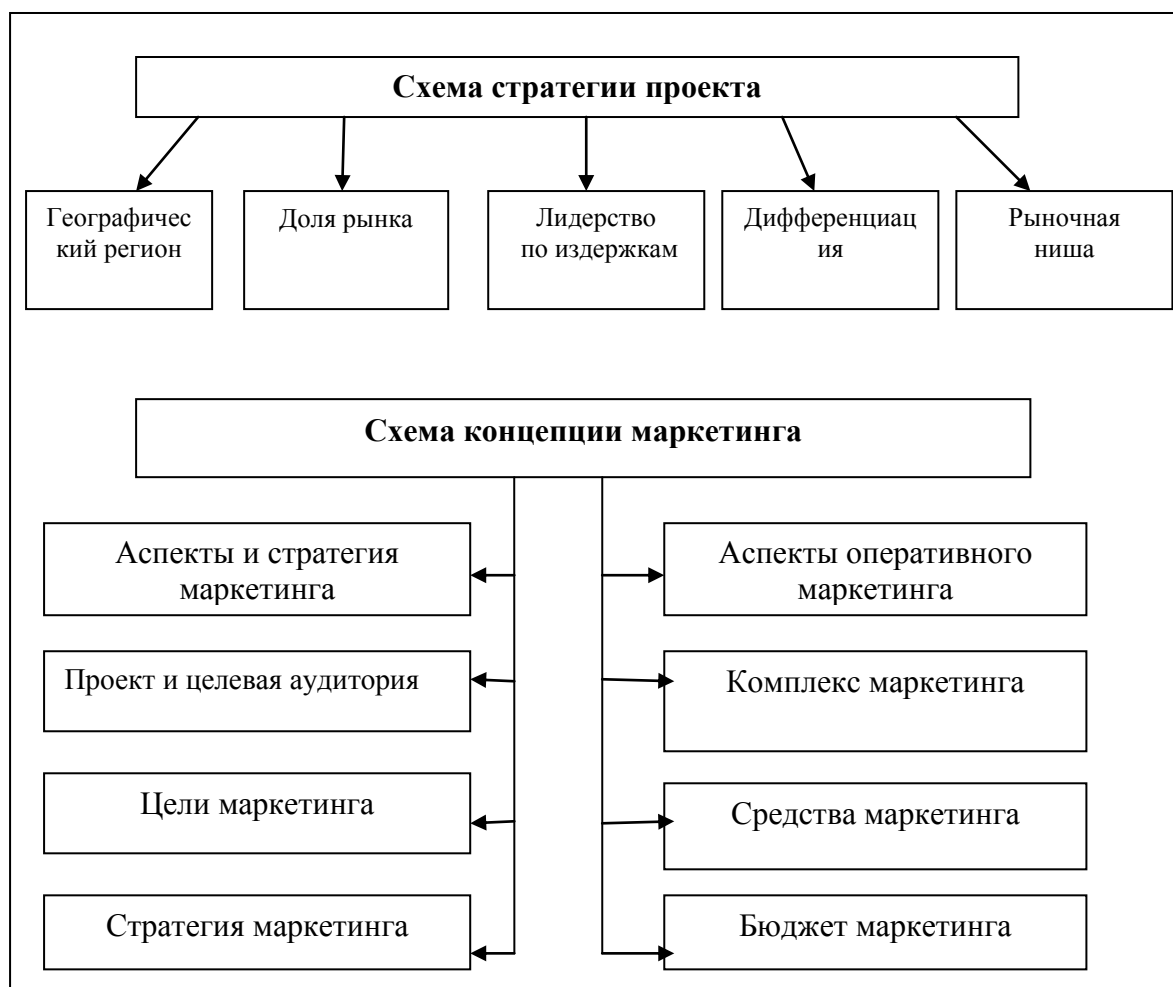 Схема стратегии проекта
Географичес
кий регион
Доля рынка
Лидерство
по издержкам
Дифференциац
ия
Рыночная
ниша
Схема концепции маркетинга
Аспекты и стратегия
маркетинга
Аспекты оперативного
маркетинга
Проект и целевая аудитория
Комплекс маркетинга
Цели маркетинга
Средства маркетинга
Стратегия маркетинга
Бюджет маркетинга